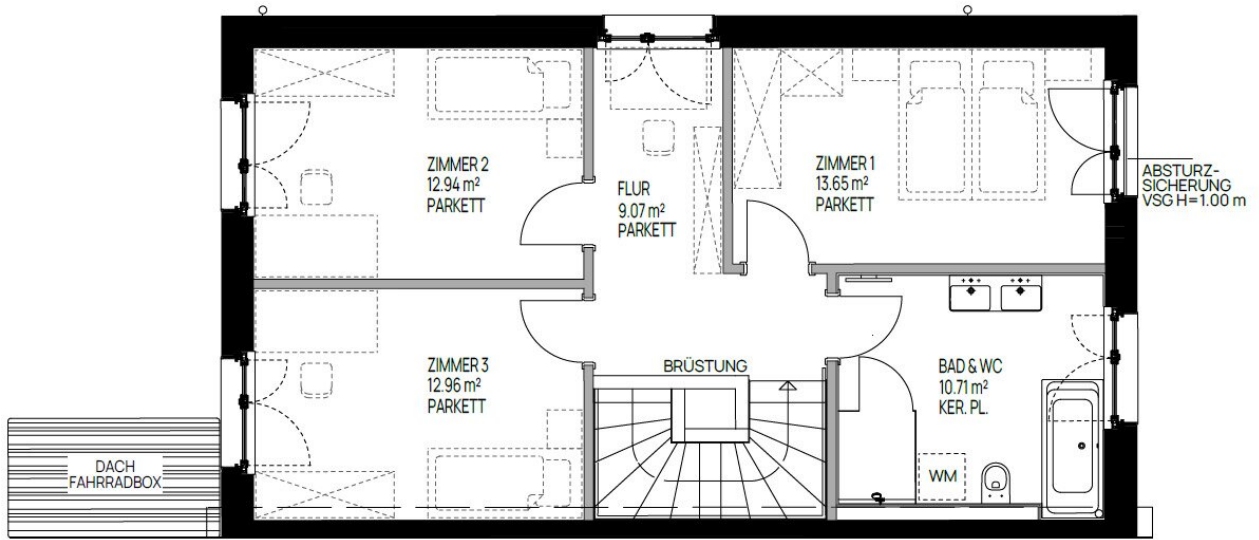 ZIMMER 2
12.94 m²
PARKETT
FLUR
9.07 m²
PARKETT
ZIMMER 1
13.65 m²
PARKETT
ABSTURZ-
SICHERUNG
VSG H=1.00 m
ZIMMER 3
12.96 m²
PARKETT
BRÜSTUNG
BAD & WC
10.71 m²
KER. PL.
WM
DACH
FAHRRADBOX